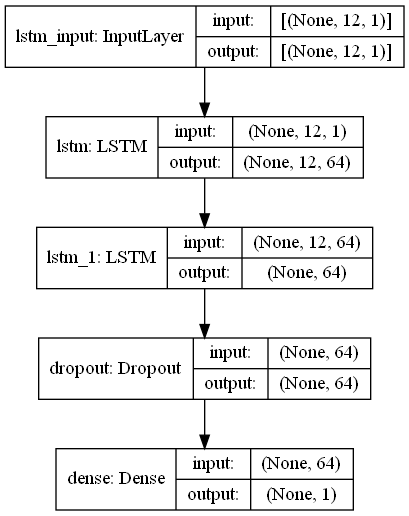 lstm_input: InputLayer
input: [(None, 12, 1)]
output: [(None, 12, 1)]
lstm: LSTM
input: (None, 12, 1)
output: (None, 12, 64)
lstm_1: LSTM
input: (None, 12, 64)
output: (None, 64)
dropout: Dropout
input: (None, 64)
output: (None, 64)
dense: Dense
input: (None, 64)
output: (None, 1)